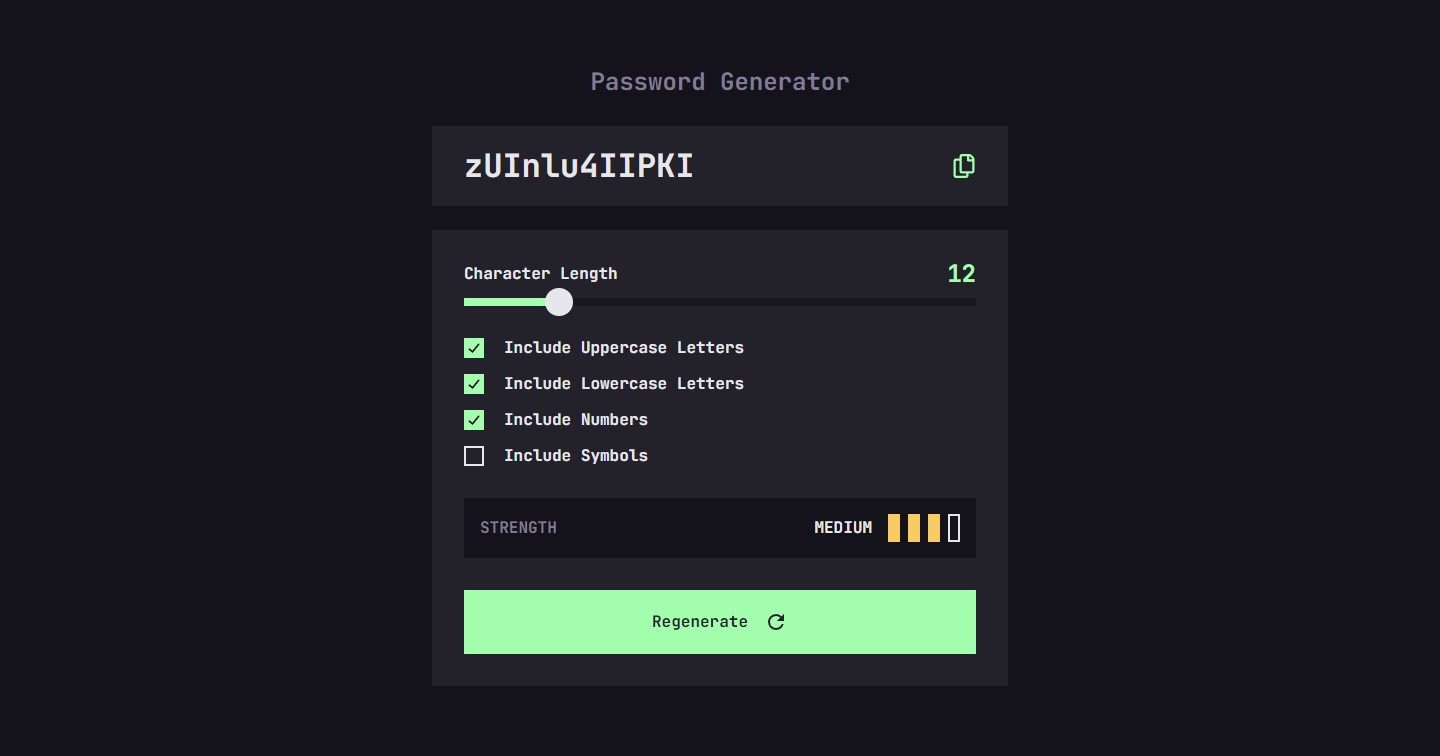 Password Generator
zUInlu4IIPKI
Character Length 12
Include Uppercase Letters
Include Lowercase Letters
Include Numbers
Include Symbols
STRENGTH MEDIUM
Regenerate